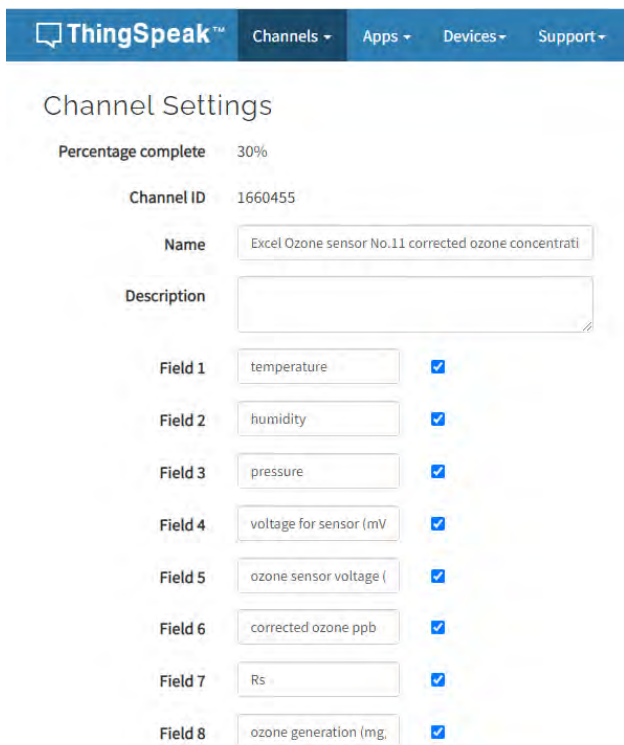 ThingSpeak™ Channels Apps Devices Support
Channel Settings
Percentage complete 30%
Channel ID 1660455
Name Excel Ozone sensor No.11 corrected ozone concentrati
Description
Field 1 temperature
Field 2 humidity
Field 3 pressure
Field 4 voltage for sensor (mV
Field 5 ozone sensor voltage (
Field 6 corrected ozone ppb
Field 7 Rs
Field 8 ozone generation (mg,